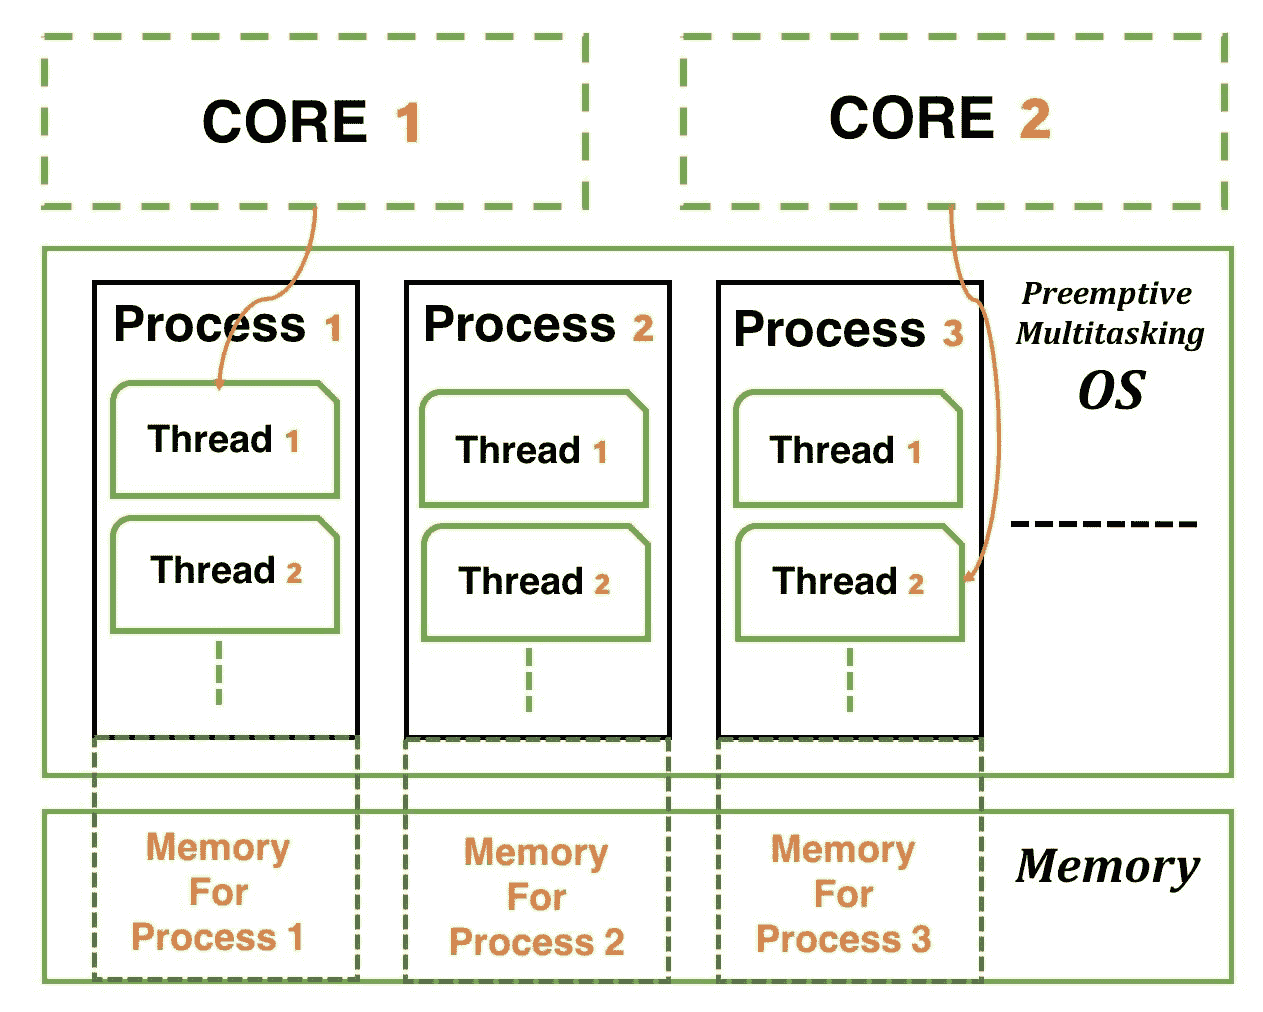 CORE 1
CORE 2
Process 1
Process 2
Process 3
Preemptive
Multitasking
OS
Thread 1
Thread 1
Thread 1
Thread 2
Thread 2
Thread 2
Memory
For
Process 1
Memory
For
Process 2
Memory
For
Process 3
Memory